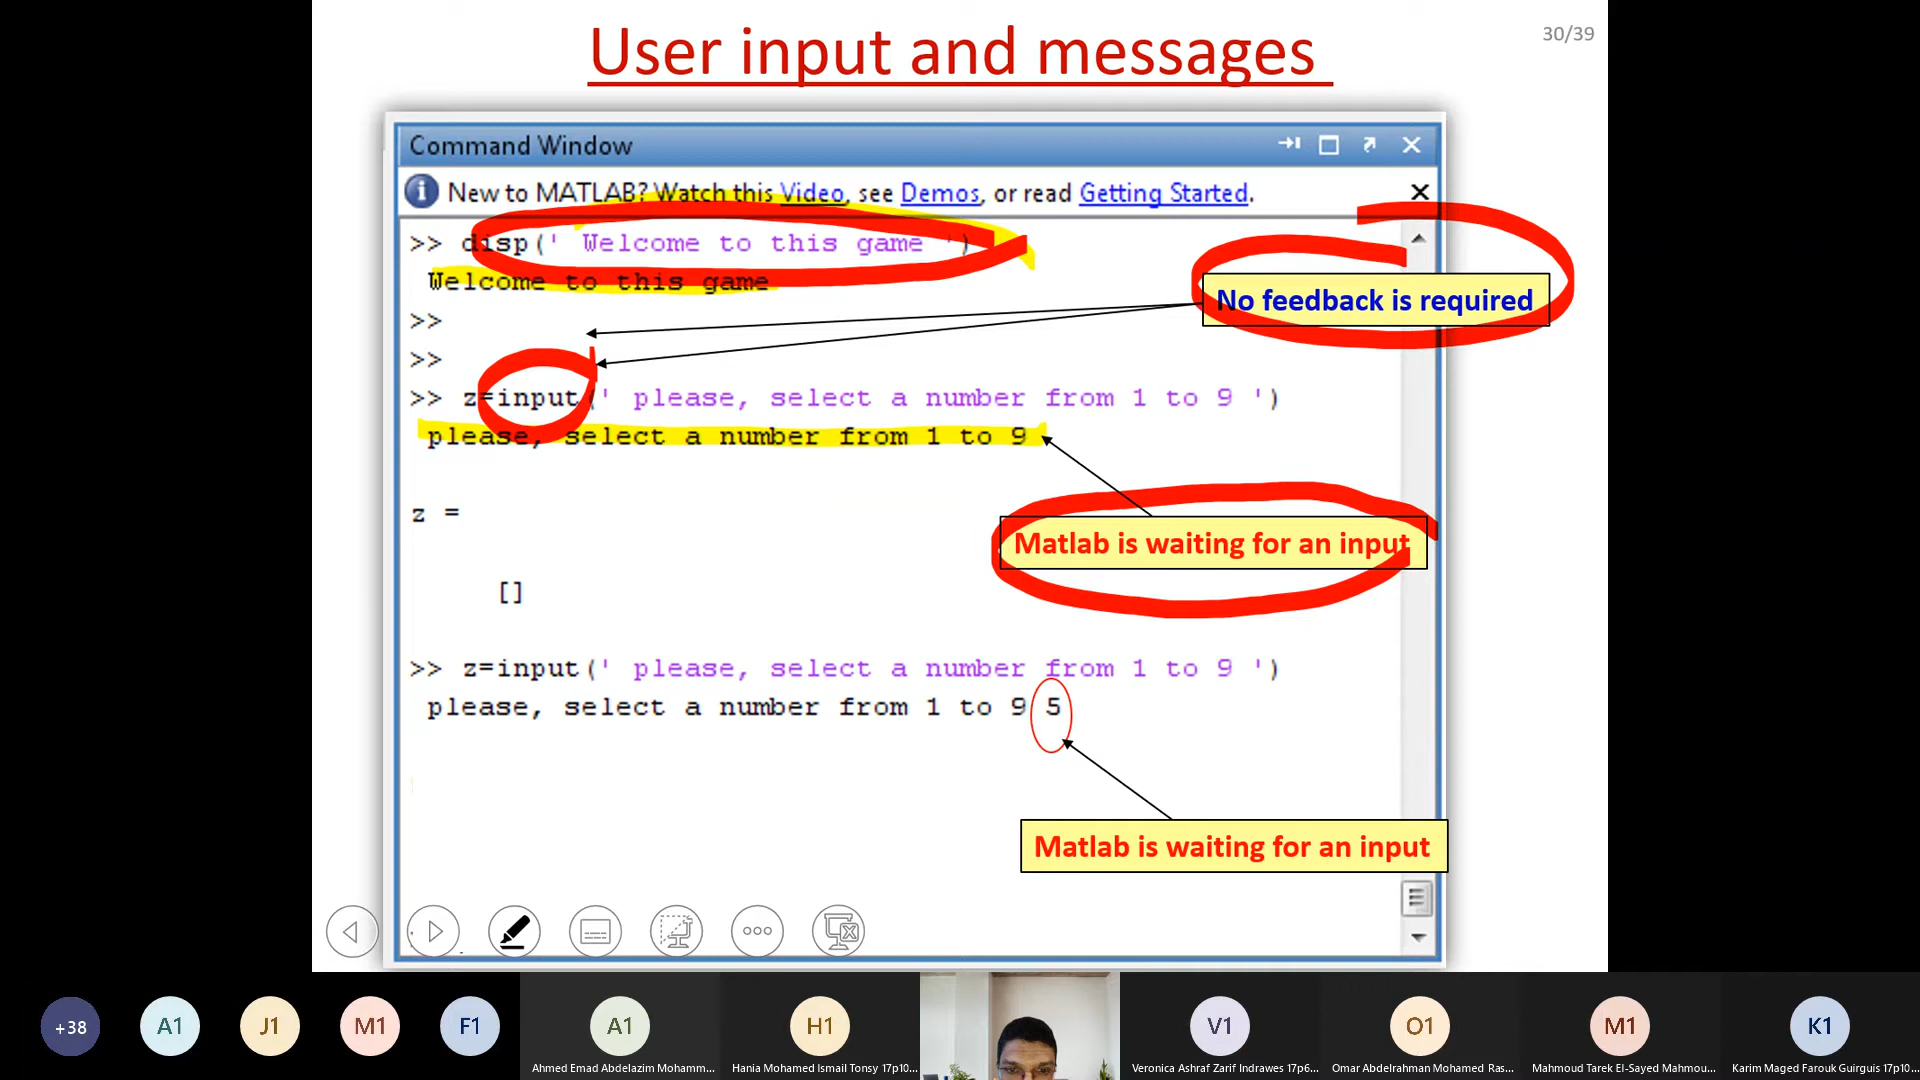 User input and messages
30/39
Command Window
New to MATLAB? Watch this Video, see Demos, or read Getting Started.
>> disp(' Welcome to this game ')
Welcome to this game
>>
No feedback is required
>>
>> z=input(' please, select a number from 1 to 9 ')
please, select a number from 1 to 9
z =
Matlab is waiting for an input
[]
>> z=input(' please, select a number from 1 to 9 ')
please, select a number from 1 to 9 5
Matlab is waiting for an input
+38
A1
J1
M1
F1
A1
H1
V1
O1
M1
K1
Ahmed Emad Abdelazim Mohamm...
Hania Mohamed Ismail Tonsy 17p10...
Veronica Ashraf Zarif Indrawes 17p6...
Omar Abdelrahman Mohamed Ras...
Mahmoud Tarek El-Sayed Mahmou...
Karim Maged Farouk Guirguis 17p10...